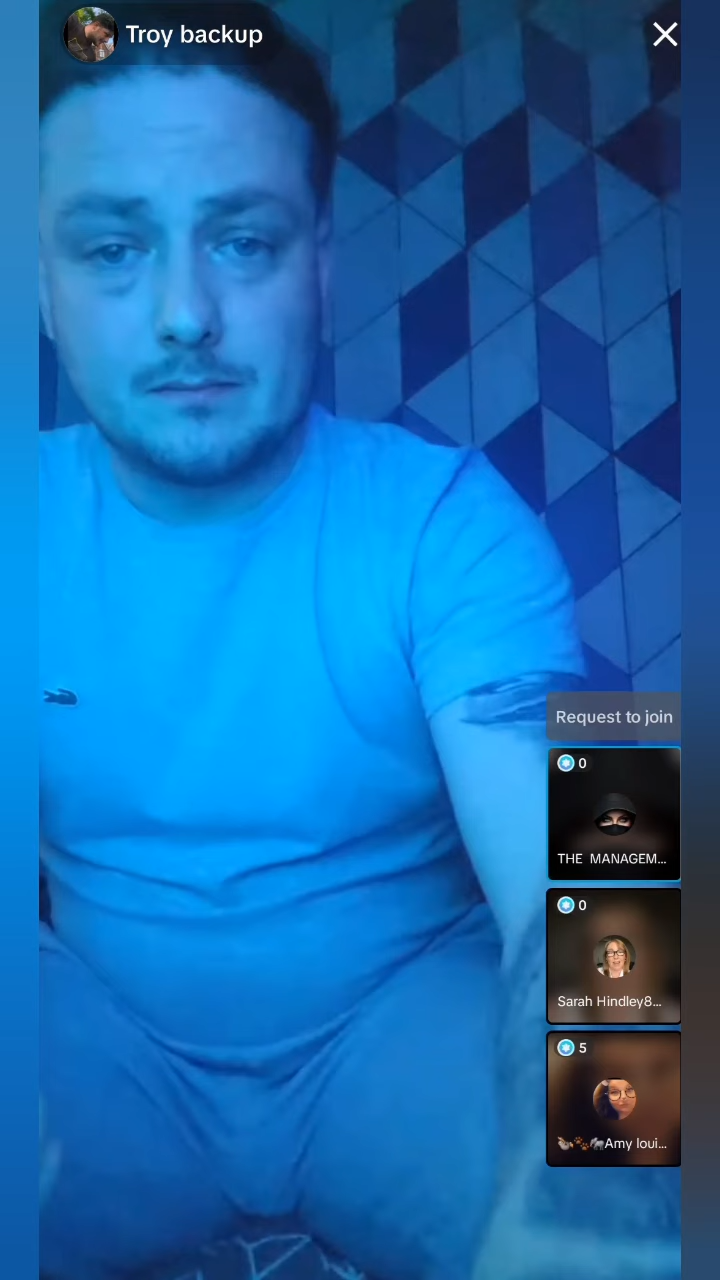 Troy backup
Request to join
0
THE MANAGEM...
0
Sarah Hindley8...
5
🦥🐾🦏Amy loui...